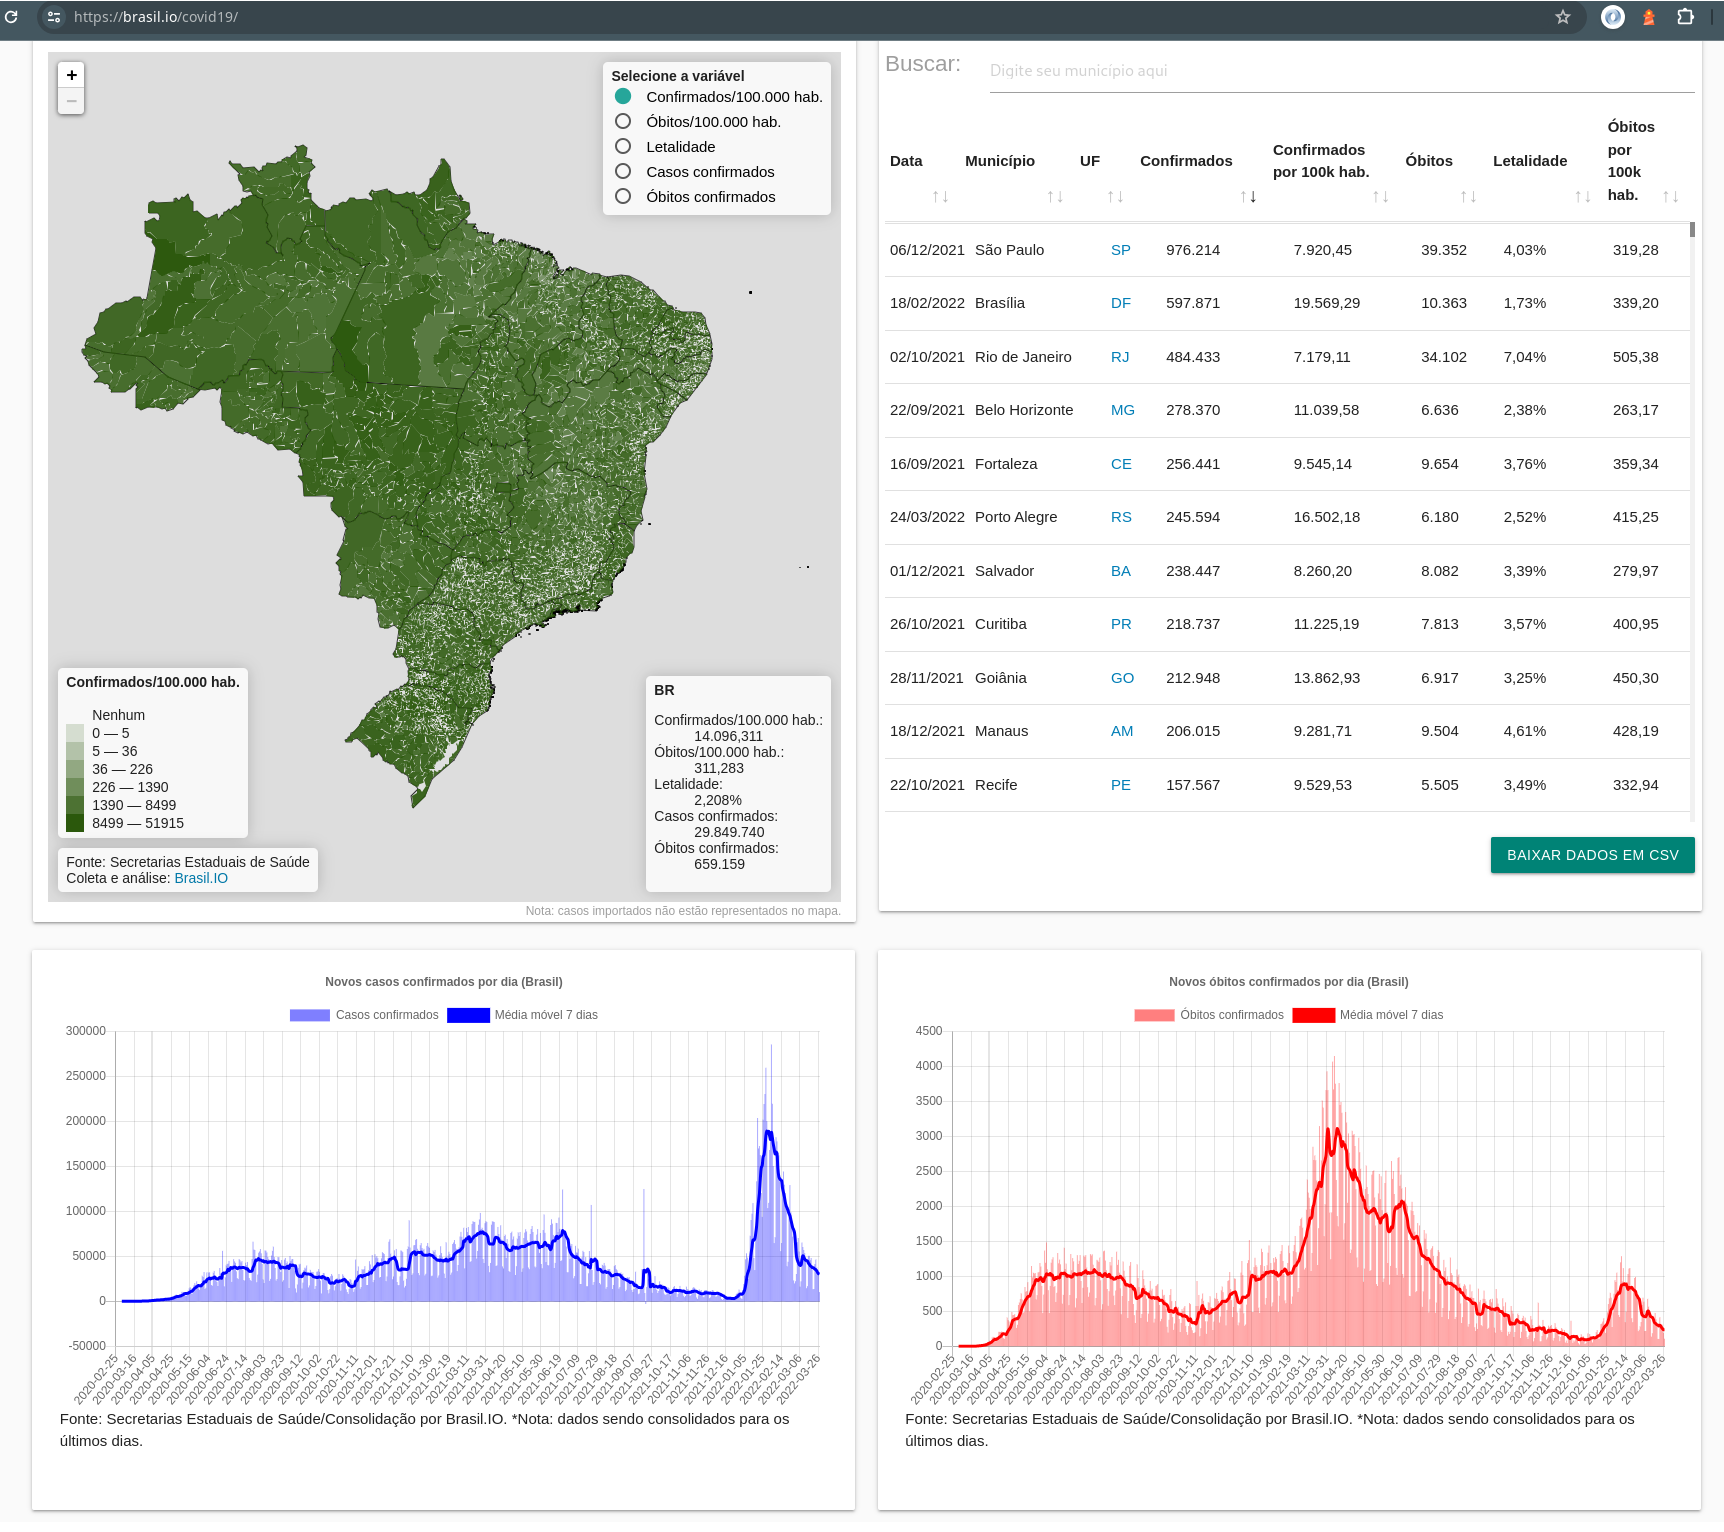 https://brasil.io/covid19/
+
−
Selecione a variável
Confirmados/100.000 hab.
Óbitos/100.000 hab.
Letalidade
Casos confirmados
Óbitos confirmados
Confirmados/100.000 hab.
Nenhum
0 — 5
5 — 36
36 — 226
226 — 1390
1390 — 8499
8499 — 51915
Fonte: Secretarias Estaduais de Saúde
Coleta e análise: Brasil.IO
BR
Confirmados/100.000 hab.:
14.096,311
Óbitos/100.000 hab.:
311,283
Letalidade:
2,208%
Casos confirmados:
29.849.740
Óbitos confirmados:
659.159
Nota: casos importados não estão representados no mapa.
Buscar:
Digite seu município aqui
Data Município UF Confirmados Confirmados por 100k hab. Óbitos Letalidade Óbitos por 100k hab.
06/12/2021 São Paulo SP 976.214 7.920,45 39.352 4,03% 319,28
18/02/2022 Brasília DF 597.871 19.569,29 10.363 1,73% 339,20
02/10/2021 Rio de Janeiro RJ 484.433 7.179,11 34.102 7,04% 505,38
22/09/2021 Belo Horizonte MG 278.370 11.039,58 6.636 2,38% 263,17
16/09/2021 Fortaleza CE 256.441 9.545,14 9.654 3,76% 359,34
24/03/2022 Porto Alegre RS 245.594 16.502,18 6.180 2,52% 415,25
01/12/2021 Salvador BA 238.447 8.260,20 8.082 3,39% 279,97
26/10/2021 Curitiba PR 218.737 11.225,19 7.813 3,57% 400,95
28/11/2021 Goiânia GO 212.948 13.862,93 6.917 3,25% 450,30
18/12/2021 Manaus AM 206.015 9.281,71 9.504 4,61% 428,19
22/10/2021 Recife PE 157.567 9.529,53 5.505 3,49% 332,94
BAIXAR DADOS EM CSV
Novos casos confirmados por dia (Brasil)
Casos confirmados Média móvel 7 dias
300000
250000
200000
150000
100000
50000
0
-50000
2020-02-25 2020-03-16 2020-04-05 2020-04-25 2020-05-15 2020-06-04 2020-06-24 2020-07-14 2020-08-03 2020-08-23 2020-09-12 2020-10-02 2020-10-22 2020-11-11 2020-12-01 2020-12-21 2021-01-10 2021-01-30 2021-02-19 2021-03-11 2021-03-31 2021-04-20 2021-05-10 2021-05-30 2021-06-19 2021-07-09 2021-07-29 2021-08-18 2021-09-07 2021-09-27 2021-10-17 2021-11-06 2021-11-26 2021-12-16 2022-01-05 2022-01-25 2022-02-14 2022-03-06 2022-03-26
Fonte: Secretarias Estaduais de Saúde/Consolidação por Brasil.IO. *Nota: dados sendo consolidados para os
últimos dias.
Novos óbitos confirmados por dia (Brasil)
Óbitos confirmados Média móvel 7 dias
4500
4000
3500
3000
2500
2000
1500
1000
500
0
2020-02-25 2020-03-16 2020-04-05 2020-04-25 2020-05-15 2020-06-04 2020-06-24 2020-07-14 2020-08-03 2020-08-23 2020-09-12 2020-10-02 2020-10-22 2020-11-11 2020-12-01 2020-12-21 2021-01-10 2021-01-30 2021-02-19 2021-03-11 2021-03-31 2021-04-20 2021-05-10 2021-05-30 2021-06-19 2021-07-09 2021-07-29 2021-08-18 2021-09-07 2021-09-27 2021-10-17 2021-11-06 2021-11-26 2021-12-16 2022-01-05 2022-01-25 2022-02-14 2022-03-06 2022-03-26
Fonte: Secretarias Estaduais de Saúde/Consolidação por Brasil.IO. *Nota: dados sendo consolidados para os
últimos dias.